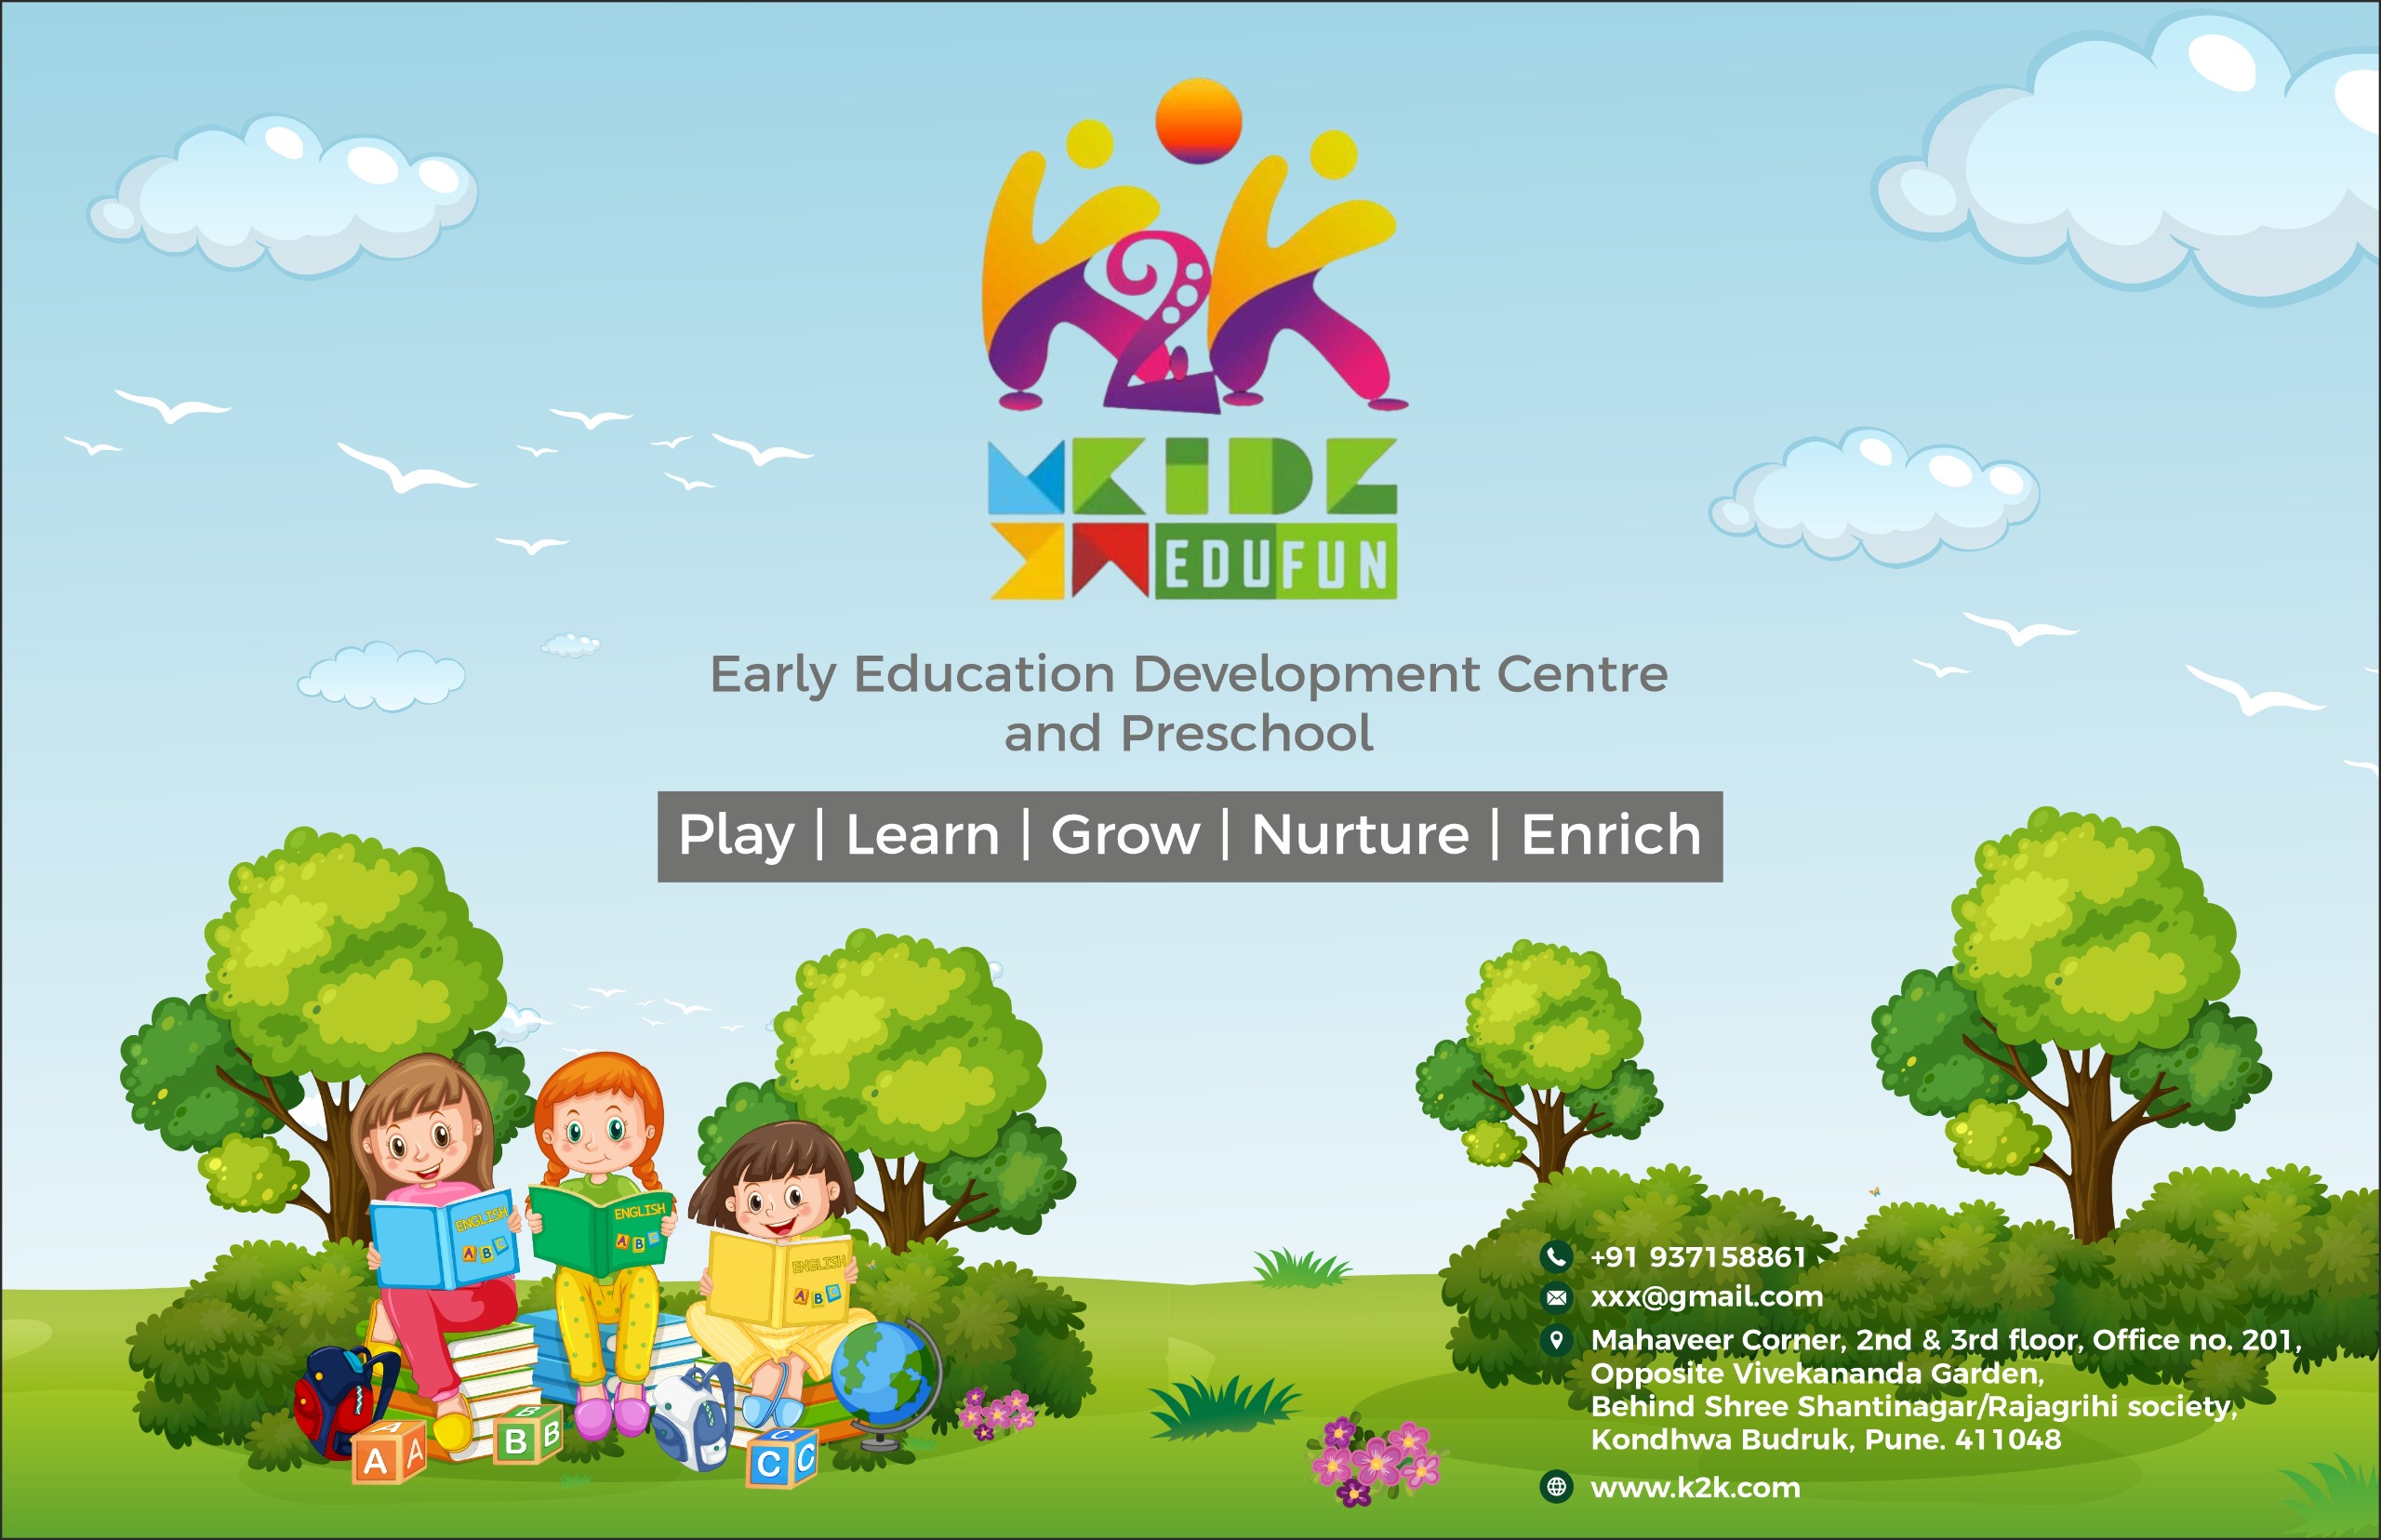 K2K
KIDZ
EDUFUN
Early Education Development Centre
and Preschool
Play | Learn | Grow | Nurture | Enrich
ENGLISH
A B C
ENGLISH
A B C
ENGLISH
A B C
A A A
B B B
C C C
+91 937158861
xxx@gmail.com
Mahaveer Corner, 2nd & 3rd floor, Office no. 201,
Opposite Vivekananda Garden,
Behind Shree Shantinagar/Rajagrihi society,
Kondhwa Budruk, Pune. 411048
www.k2k.com